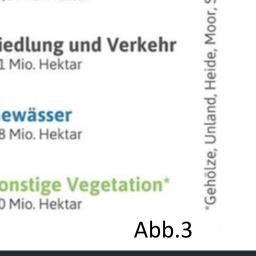 iedlung und Verkehr
1 Mio. Hektar
ewässer
8 Mio. Hektar
onstige Vegetation*
0 Mio. Hektar
*Gehölze, Unland, Heide, Moor, S
Abb.3